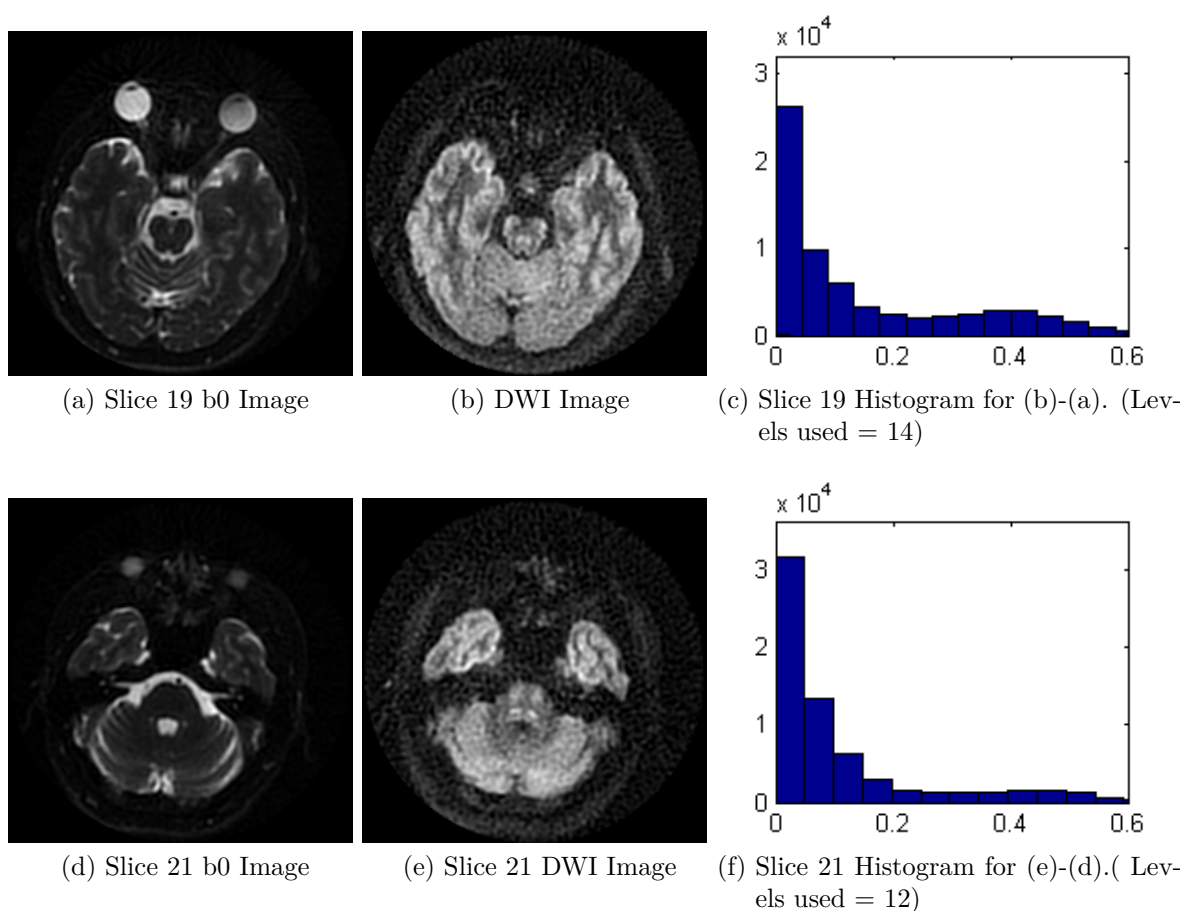 x 10^4
3
2
1
0
0 0.2 0.4 0.6
(a) Slice 19 b0 Image
(b) DWI Image
(c) Slice 19 Histogram for (b)-(a). (Lev-
els used = 14)
x 10^4
3
2
1
0
0 0.2 0.4 0.6
(d) Slice 21 b0 Image
(e) Slice 21 DWI Image
(f) Slice 21 Histogram for (e)-(d).( Lev-
els used = 12)